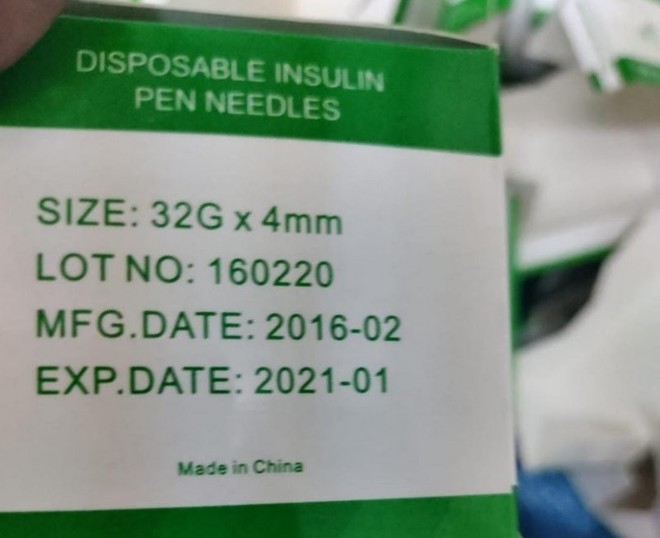 DISPOSABLE INSULIN
PEN NEEDLES
SIZE: 32G x 4mm
LOT NO: 160220
MFG.DATE: 2016-02
EXP.DATE: 2021-01
Made in China